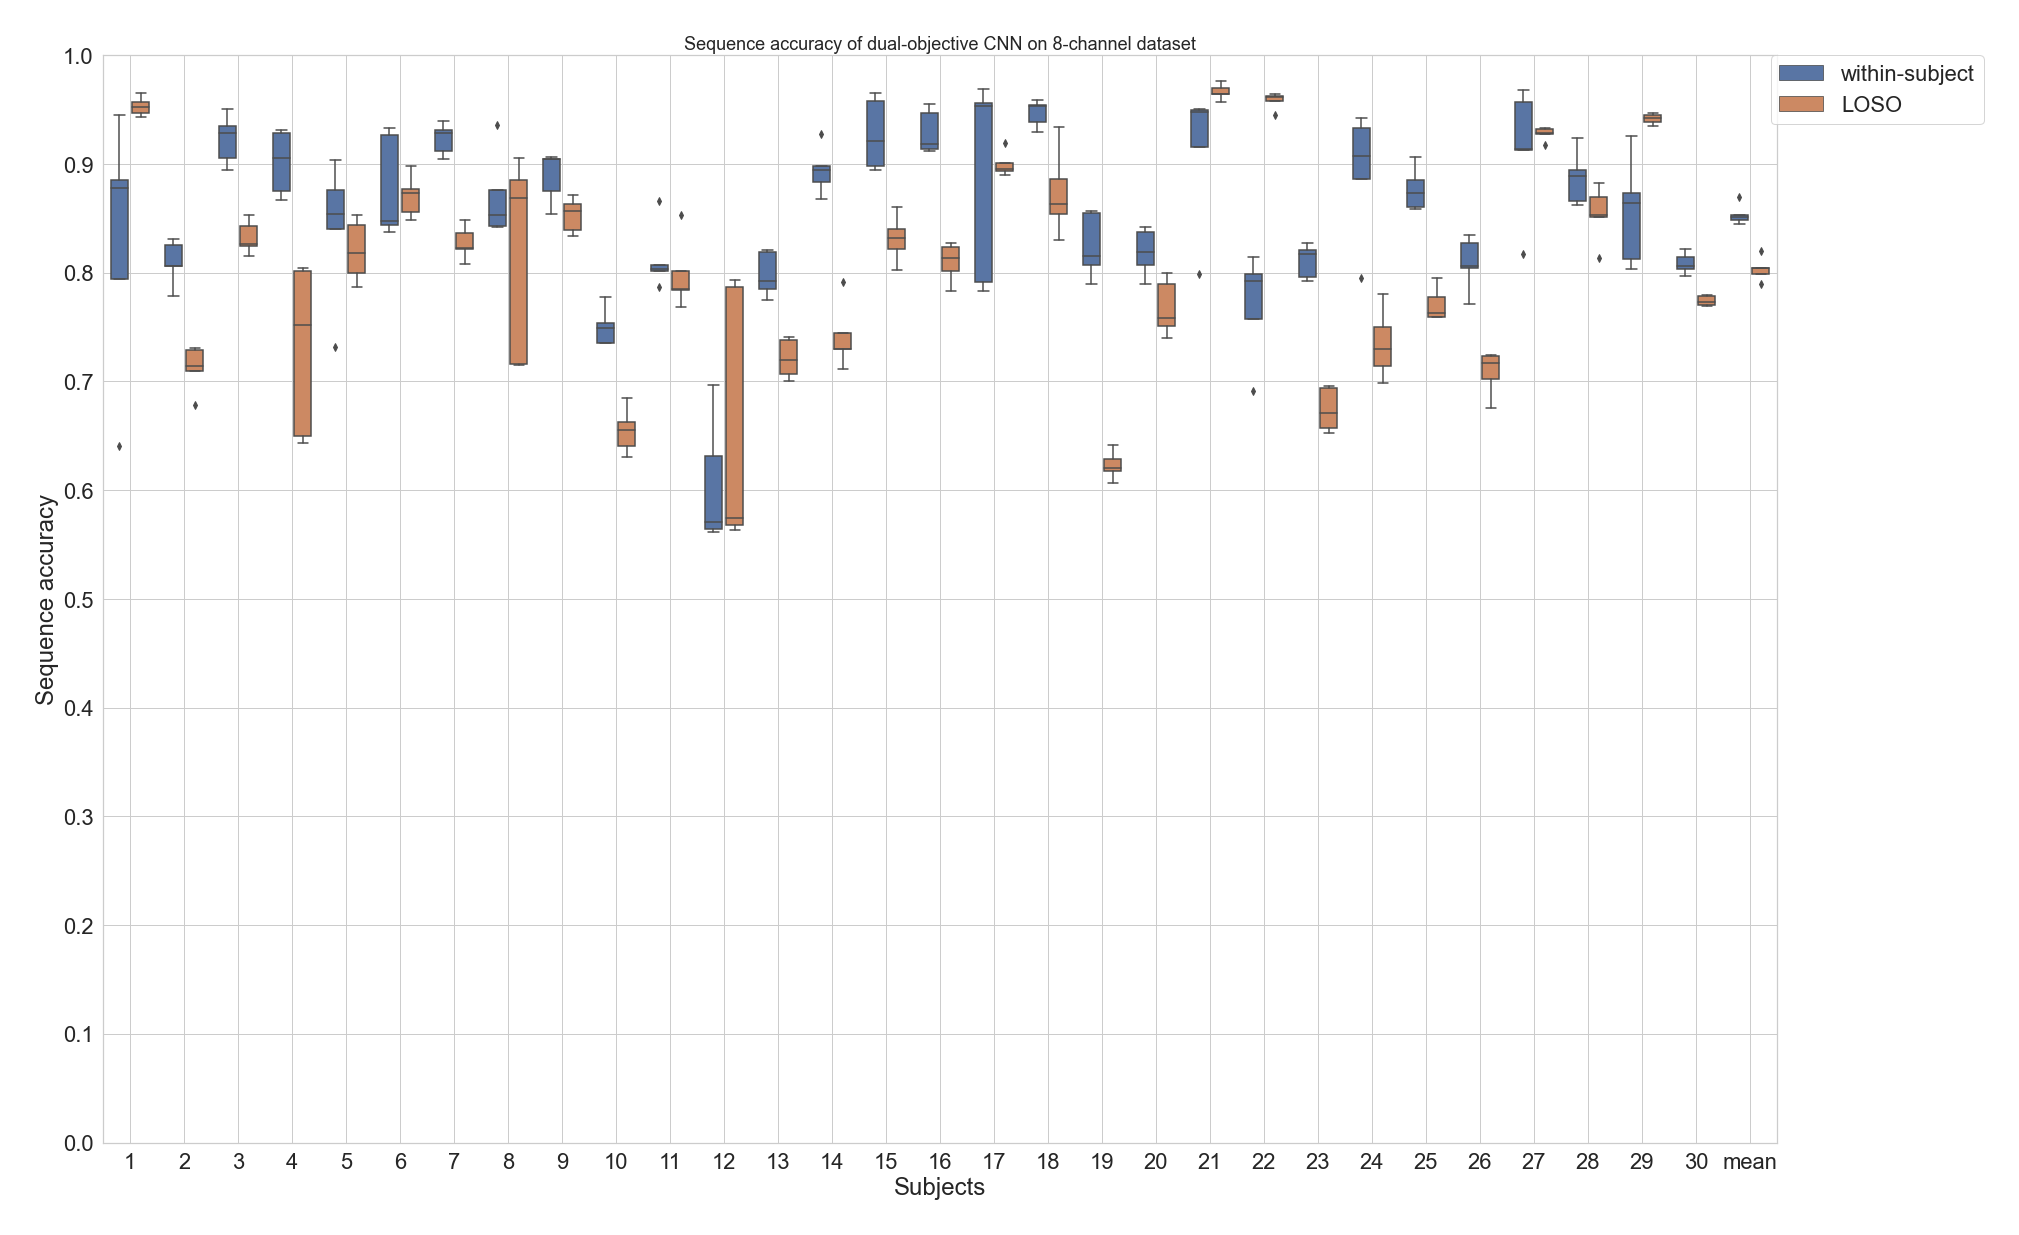 Sequence accuracy of dual-objective CNN on 8-channel dataset
within-subject
LOSO
1.0
0.9
0.8
0.7
0.6
0.5
0.4
0.3
0.2
0.1
0.0
Sequence accuracy
1 2 3 4 5 6 7 8 9 10 11 12 13 14 15 16 17 18 19 20 21 22 23 24 25 26 27 28 29 30 mean
Subjects